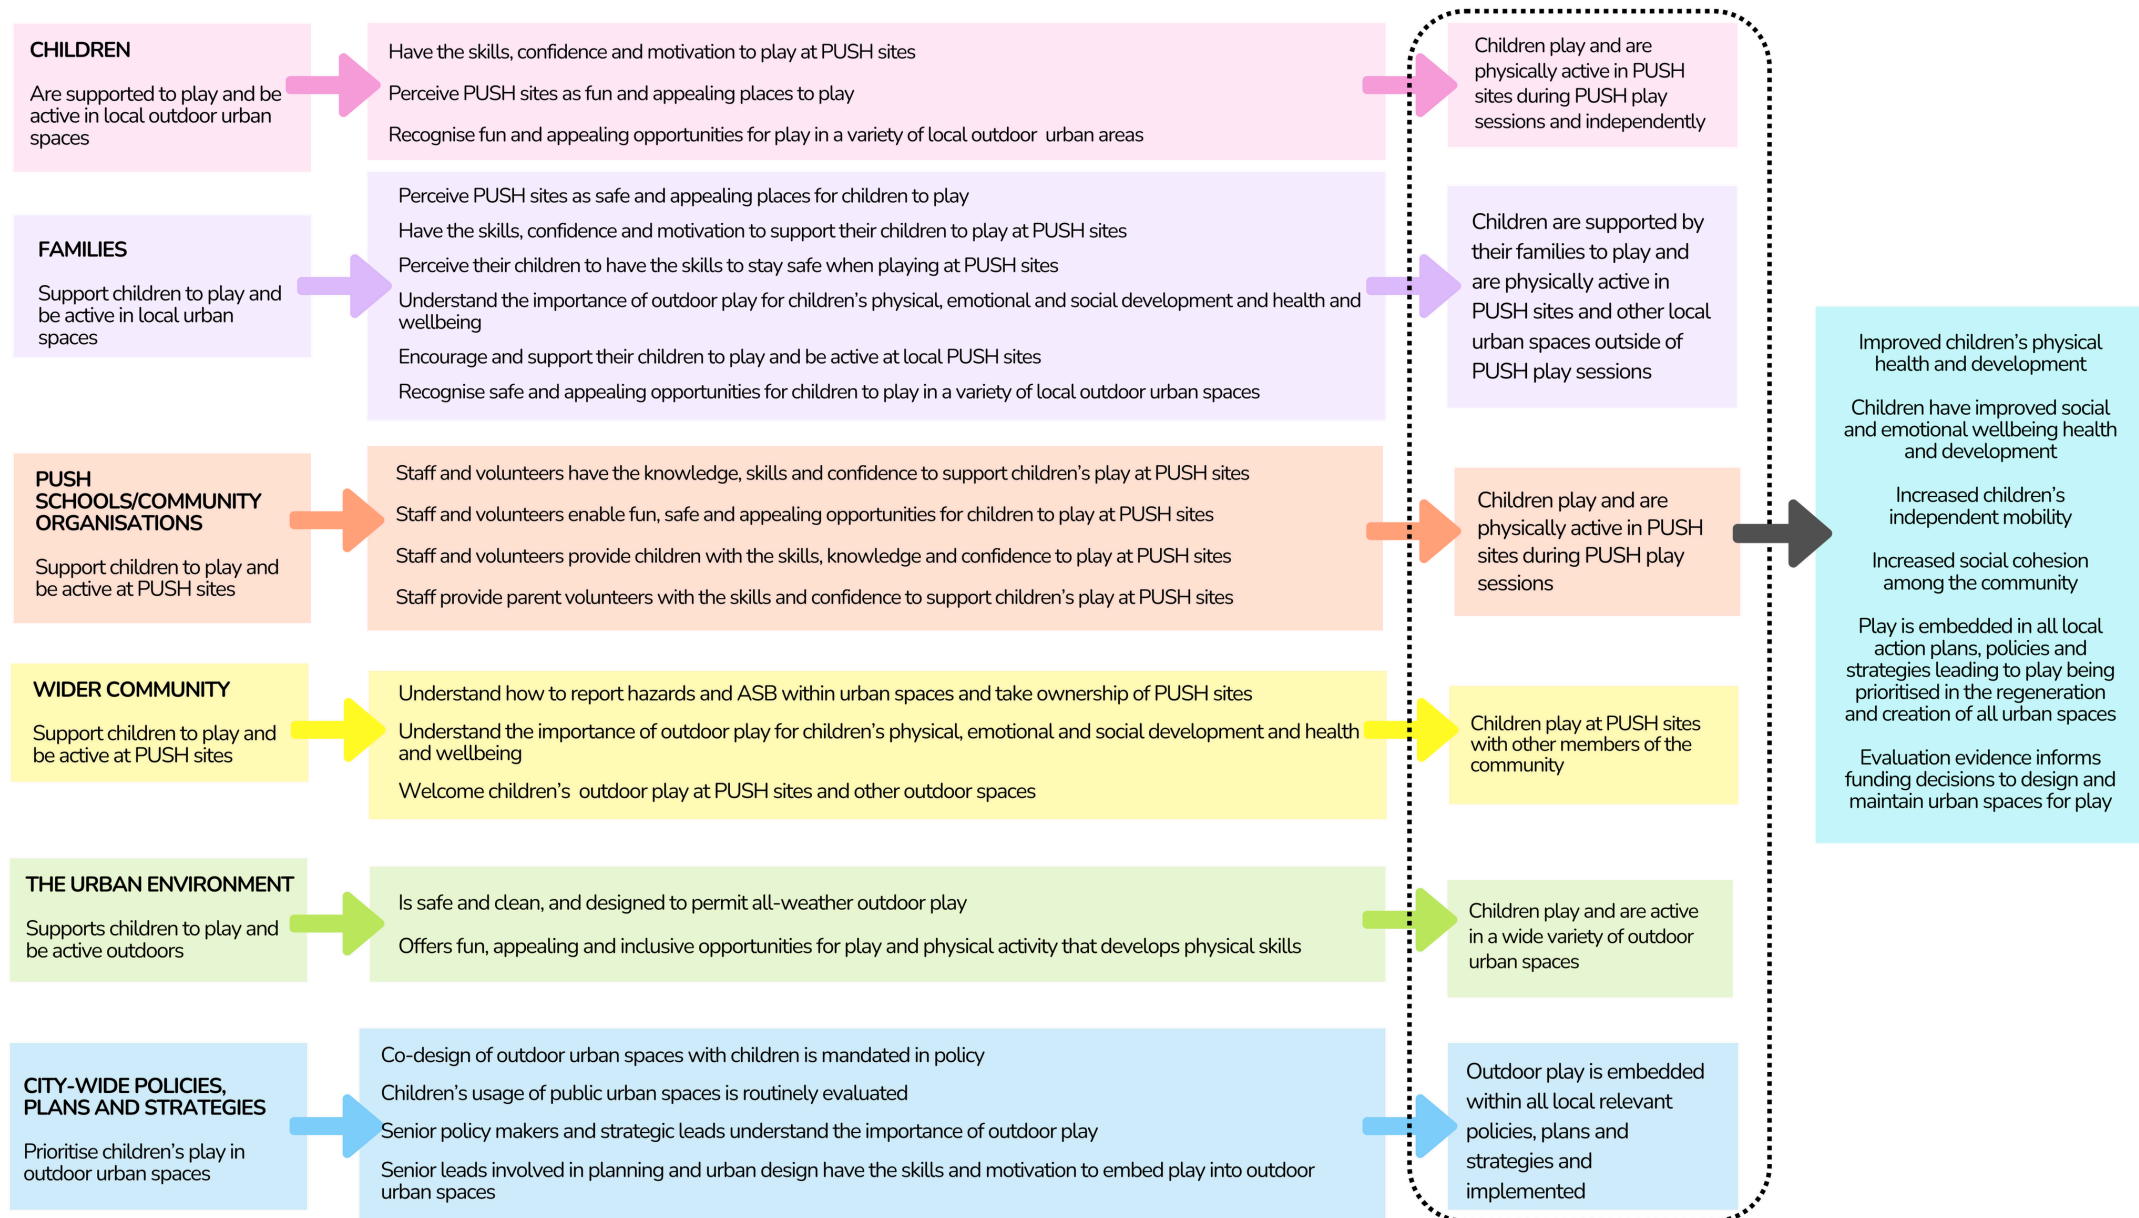 CHILDREN
Are supported to play and be
active in local outdoor urban
spaces
Have the skills, confidence and motivation to play at PUSH sites
Perceive PUSH sites as fun and appealing places to play
Recognise fun and appealing opportunities for play in a variety of local outdoor urban areas
Children play and are
physically active in PUSH
sites during PUSH play
sessions and independently
FAMILIES
Support children to play and
be active in local urban
spaces
Perceive PUSH sites as safe and appealing places for children to play
Have the skills, confidence and motivation to support their children to play at PUSH sites
Perceive their children to have the skills to stay safe when playing at PUSH sites
Understand the importance of outdoor play for children's physical, emotional and social development and health and
wellbeing
Encourage and support their children to play and be active at local PUSH sites
Recognise safe and appealing opportunities for children to play in a variety of local outdoor urban spaces
Children are supported by
their families to play and
are physically active in
PUSH sites and other local
urban spaces outside of
PUSH play sessions
PUSH
SCHOOLS/COMMUNITY
ORGANISATIONS
Support children to play and
be active at PUSH sites
Staff and volunteers have the knowledge, skills and confidence to support children's play at PUSH sites
Staff and volunteers enable fun, safe and appealing opportunities for children to play at PUSH sites
Staff and volunteers provide children with the skills, knowledge and confidence to play at PUSH sites
Staff provide parent volunteers with the skills and confidence to support children's play at PUSH sites
Children play and are
physically active in PUSH
sites during PUSH play
sessions
WIDER COMMUNITY
Support children to play and
be active at PUSH sites
Understand how to report hazards and ASB within urban spaces and take ownership of PUSH sites
Understand the importance of outdoor play for children's physical, emotional and social development and health
and wellbeing
Welcome children's outdoor play at PUSH sites and other outdoor spaces
Children play at PUSH sites
with other members of the
community
THE URBAN ENVIRONMENT
Supports children to play and
be active outdoors
Is safe and clean, and designed to permit all-weather outdoor play
Offers fun, appealing and inclusive opportunities for play and physical activity that develops physical skills
Children play and are active
in a wide variety of outdoor
urban spaces
CITY-WIDE POLICIES,
PLANS AND STRATEGIES
Prioritise children's play in
outdoor urban spaces
Co-design of outdoor urban spaces with children is mandated in policy
Children's usage of public urban spaces is routinely evaluated
Senior policy makers and strategic leads understand the importance of outdoor play
Senior leads involved in planning and urban design have the skills and motivation to embed play into outdoor
urban spaces
Outdoor play is embedded
within all local relevant
policies, plans and
strategies and
implemented
Improved children's physical
health and development
Children have improved social
and emotional wellbeing health
and development
Increased children's
independent mobility
Increased social cohesion
among the community
Play is embedded in all local
action plans, policies and
strategies leading to play being
prioritised in the regeneration
and creation of all urban spaces
Evaluation evidence informs
funding decisions to design and
maintain urban spaces for play